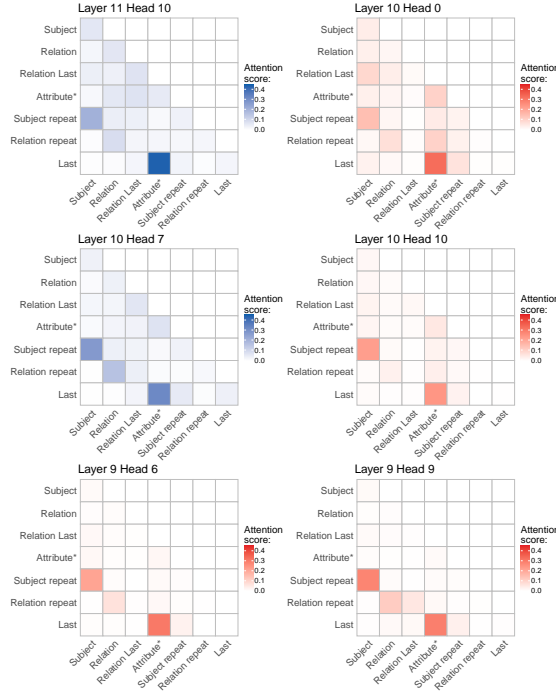 Layer 11 Head 10
Subject
Relation
Relation Last
Attribute*
Subject repeat
Relation repeat
Last
Subject
Relation
Relation Last
Attribute*
Subject repeat
Relation repeat
Last
Attention
score:
0.4
0.3
0.2
0.1
0.0
Layer 10 Head 0
Subject
Relation
Relation Last
Attribute*
Subject repeat
Relation repeat
Last
Subject
Relation
Relation Last
Attribute*
Subject repeat
Relation repeat
Last
Attention
score:
0.4
0.3
0.2
0.1
0.0
Layer 10 Head 7
Subject
Relation
Relation Last
Attribute*
Subject repeat
Relation repeat
Last
Subject
Relation
Relation Last
Attribute*
Subject repeat
Relation repeat
Last
Attention
score:
0.4
0.3
0.2
0.1
0.0
Layer 10 Head 10
Subject
Relation
Relation Last
Attribute*
Subject repeat
Relation repeat
Last
Subject
Relation
Relation Last
Attribute*
Subject repeat
Relation repeat
Last
Attention
score:
0.4
0.3
0.2
0.1
0.0
Layer 9 Head 6
Subject
Relation
Relation Last
Attribute*
Subject repeat
Relation repeat
Last
Subject
Relation
Relation Last
Attribute*
Subject repeat
Relation repeat
Last
Attention
score:
0.4
0.3
0.2
0.1
0.0
Layer 9 Head 9
Subject
Relation
Relation Last
Attribute*
Subject repeat
Relation repeat
Last
Subject
Relation
Relation Last
Attribute*
Subject repeat
Relation repeat
Last
Attention
score:
0.4
0.3
0.2
0.1
0.0